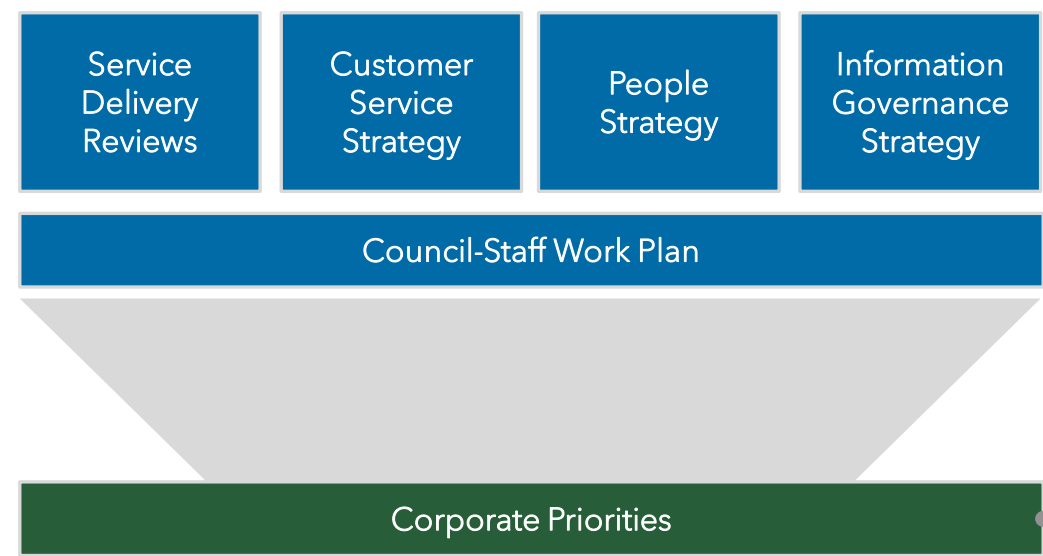 Service
Delivery
Reviews
Customer
Service
Strategy
People
Strategy
Information
Governance
Strategy
Council-Staff Work Plan
Corporate Priorities